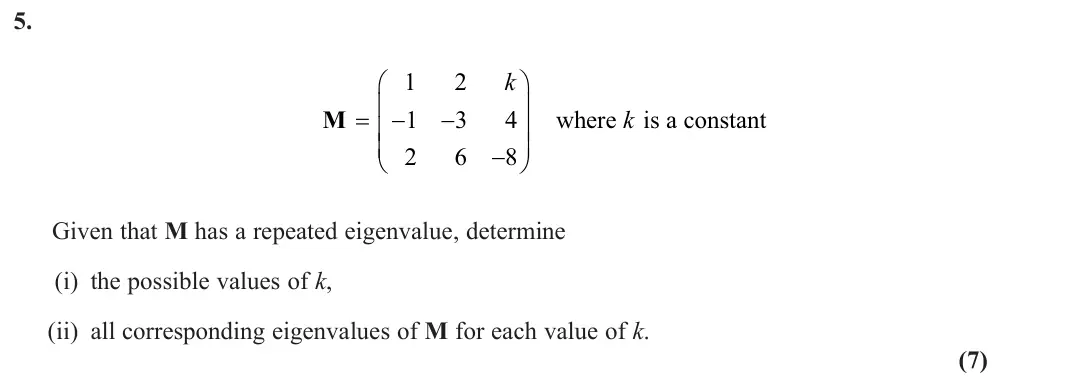 5.
M = ( 1 2 k
−1 −3 4
2 6 −8 ) where k is a constant
Given that M has a repeated eigenvalue, determine
(i) the possible values of k,
(ii) all corresponding eigenvalues of M for each value of k.
(7)